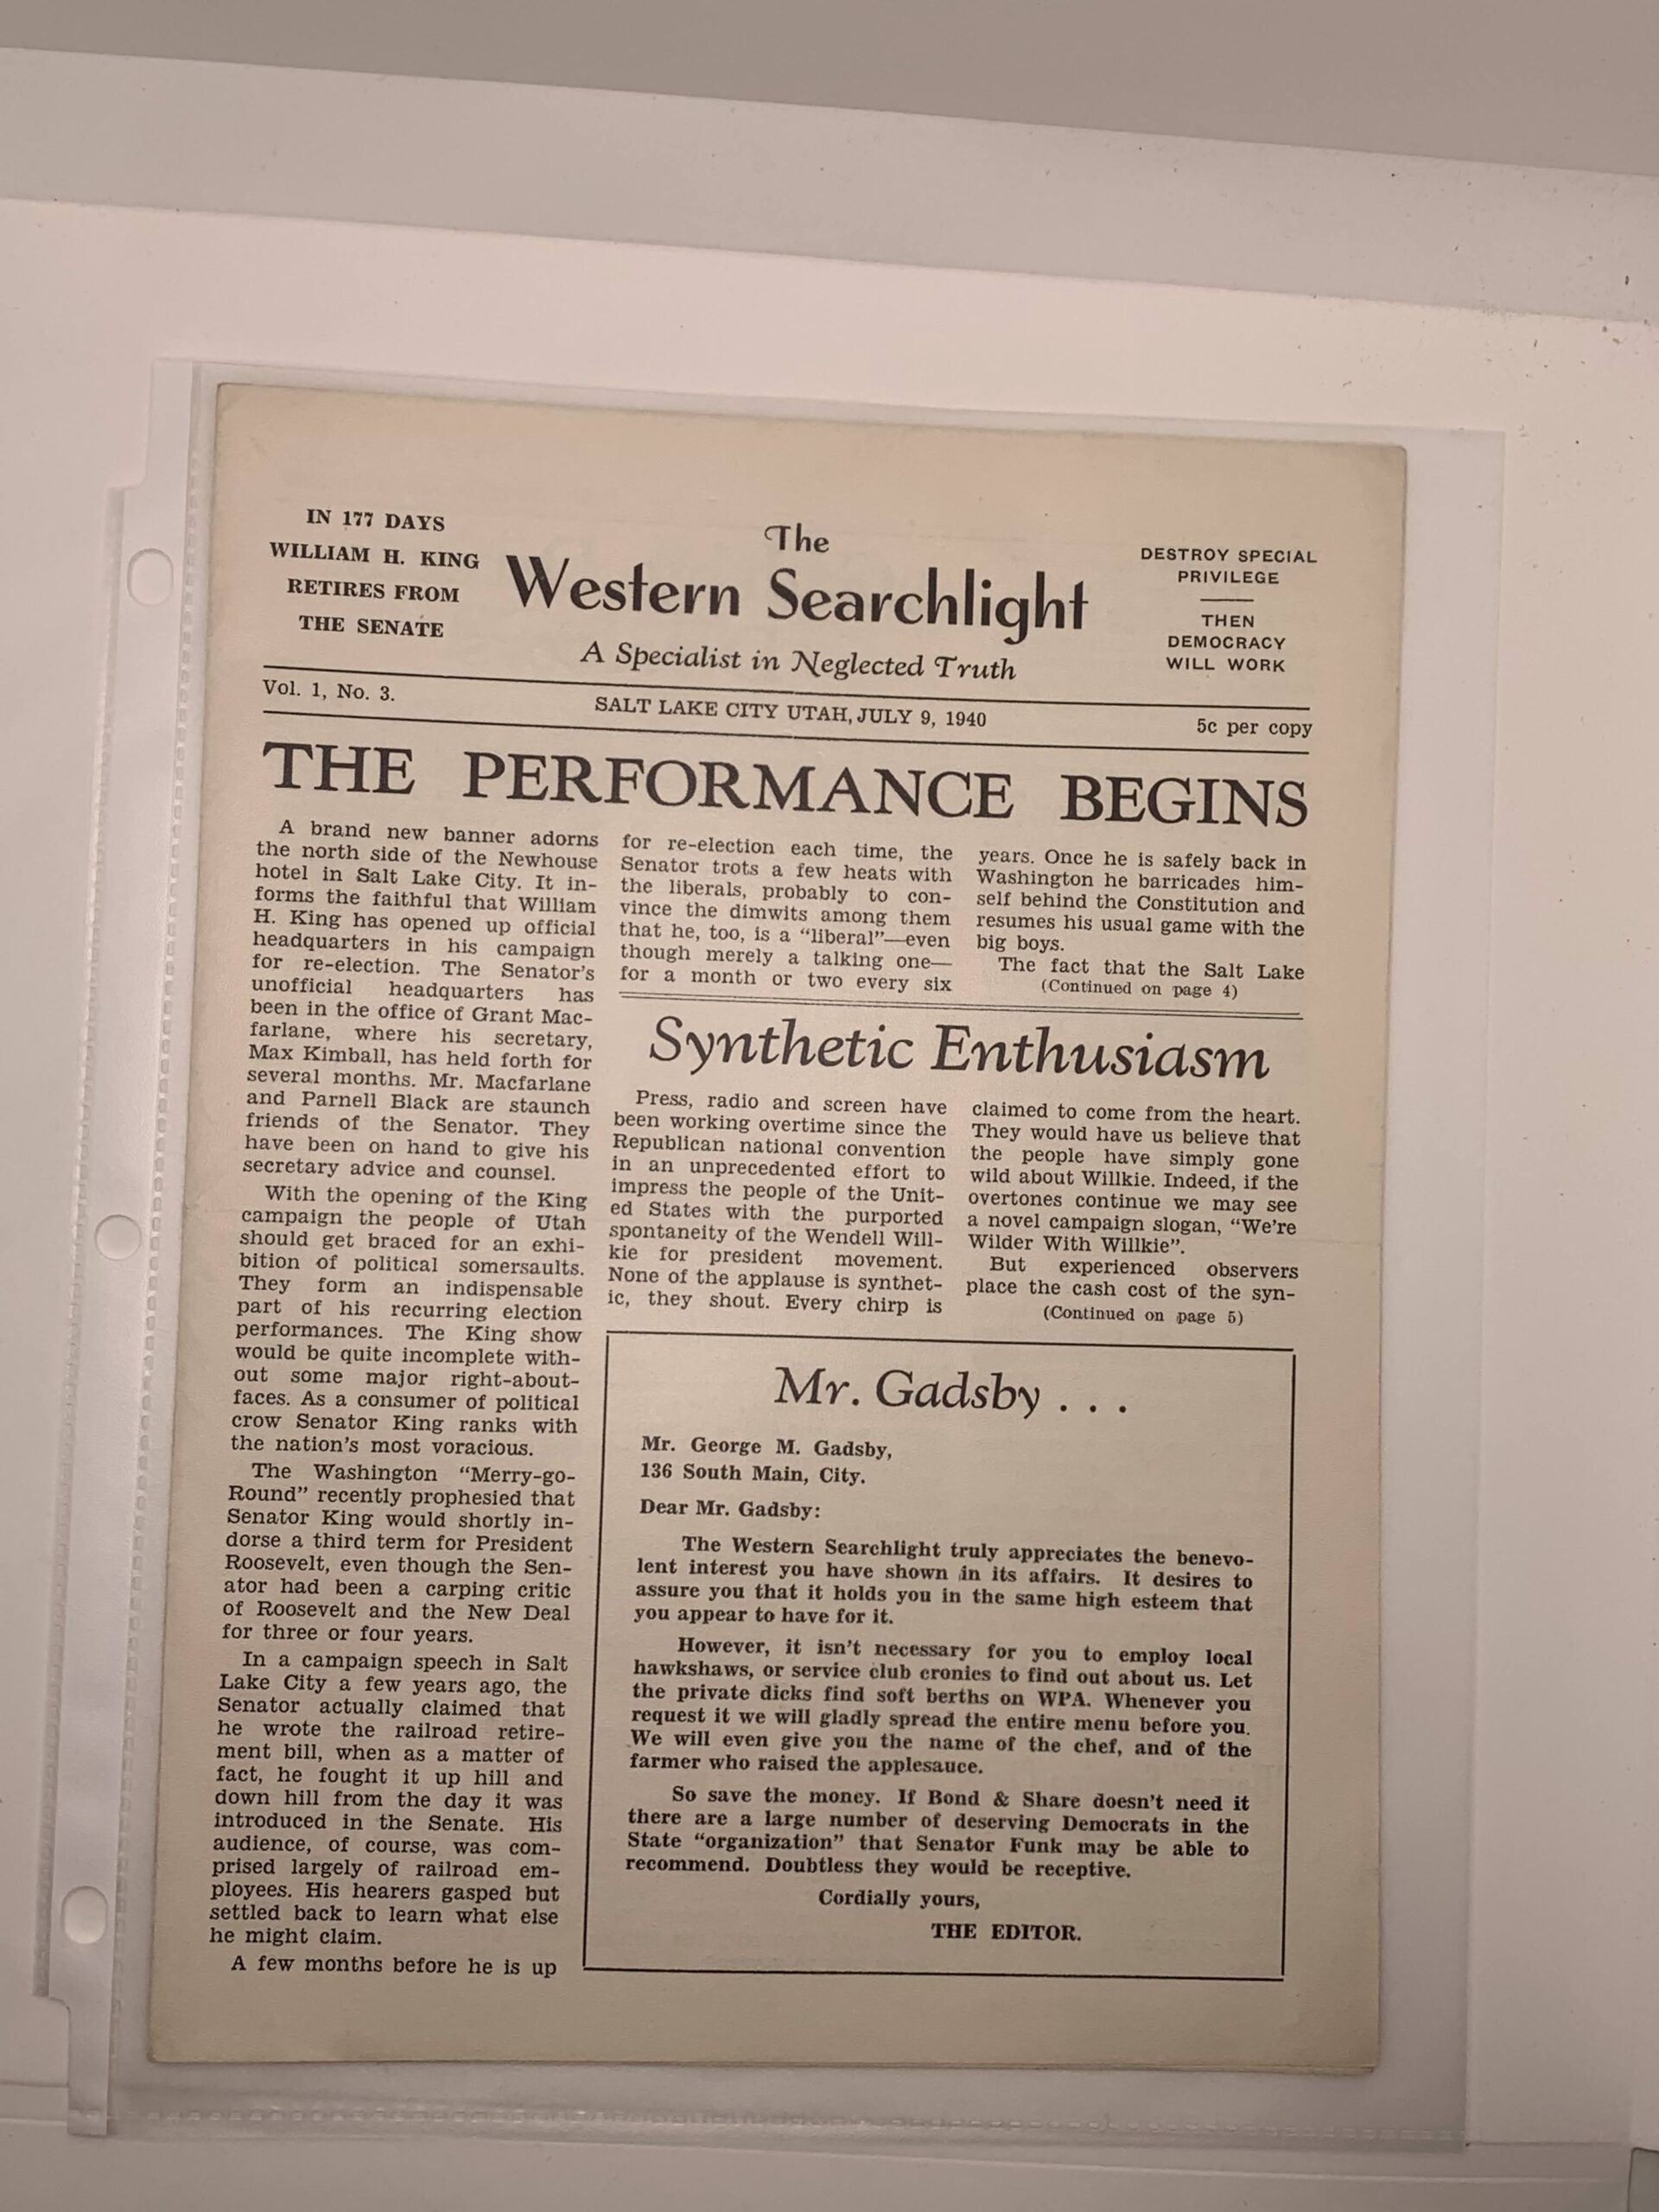 IN 177 DAYS
WILLIAM H. KING
RETIRES FROM
THE SENATE
The
Western Searchlight
A Specialist in Neglected Truth
DESTROY SPECIAL
PRIVILEGE
THEN
DEMOCRACY
WILL WORK
Vol. 1, No. 3.
SALT LAKE CITY UTAH, JULY 9, 1940
5c per copy
THE PERFORMANCE BEGINS
A brand new banner adorns
the north side of the Newhouse
hotel in Salt Lake City. It in-
forms the faithful that William
H. King has opened up official
headquarters in his campaign
for re-election. The Senator's
unofficial headquarters has
been in the office of Grant Mac-
farlane, where his secretary,
Max Kimball, has held forth for
several months. Mr. Macfarlane
and Parnell Black are staunch
friends of the Senator. They
have been on hand to give his
secretary advice and counsel.
With the opening of the King
campaign the people of Utah
should get braced for an exhi-
bition of political somersaults.
They form an indispensable
part of his recurring election
performances. The King show
would be quite incomplete with-
out some major right-about-
faces. As a consumer of political
crow Senator King ranks with
the nation's most voracious.
The Washington "Merry-go-
Round" recently prophesied that
Senator King would shortly in-
dorse a third term for President
Roosevelt, even though the Sen-
ator had been a carping critic
of Roosevelt and the New Deal
for three or four years.
In a campaign speech in Salt
Lake City a few years ago, the
Senator actually claimed that
he wrote the railroad retire-
ment bill, when as a matter of
fact, he fought it up hill and
down hill from the day it was
introduced in the Senate. His
audience, of course, was com-
prised largely of railroad em-
ployees. His hearers gasped but
settled back to learn what else
he might claim.
A few months before he is up
for re-election each time, the
Senator trots a few heats with
the liberals, probably to con-
vince the dimwits among them
that he, too, is a "liberal"—even
though merely a talking one—
for a month or two every six
years. Once he is safely back in
Washington he barricades him-
self behind the Constitution and
resumes his usual game with the
big boys.
The fact that the Salt Lake
(Continued on page 4)
Synthetic Enthusiasm
Press, radio and screen have
been working overtime since the
Republican national convention
in an unprecedented effort to
impress the people of the Unit-
ed States with the purported
spontaneity of the Wendell Will-
kie for president movement.
None of the applause is synthet-
ic, they shout. Every chirp is
claimed to come from the heart.
They would have us believe that
the people have simply gone
wild about Willkie. Indeed, if the
overtones continue we may see
a novel campaign slogan, "We're
Wilder With Willkie".
But experienced observers
place the cash cost of the syn-
(Continued on page 5)
Mr. Gadsby . . .
Mr. George M. Gadsby,
136 South Main, City.
Dear Mr. Gadsby:
The Western Searchlight truly appreciates the benevo-
lent interest you have shown in its affairs. It desires to
assure you that it holds you in the same high esteem that
you appear to have for it.
However, it isn't necessary for you to employ local
hawkshaws, or service club cronies to find out about us. Let
the private dicks find soft berths on WPA. Whenever you
request it we will gladly spread the entire menu before you.
We will even give you the name of the chef, and of the
farmer who raised the applesauce.
So save the money. If Bond & Share doesn't need it
there are a large number of deserving Democrats in the
State "organization" that Senator Funk may be able to
recommend. Doubtless they would be receptive.
Cordially yours,
THE EDITOR.